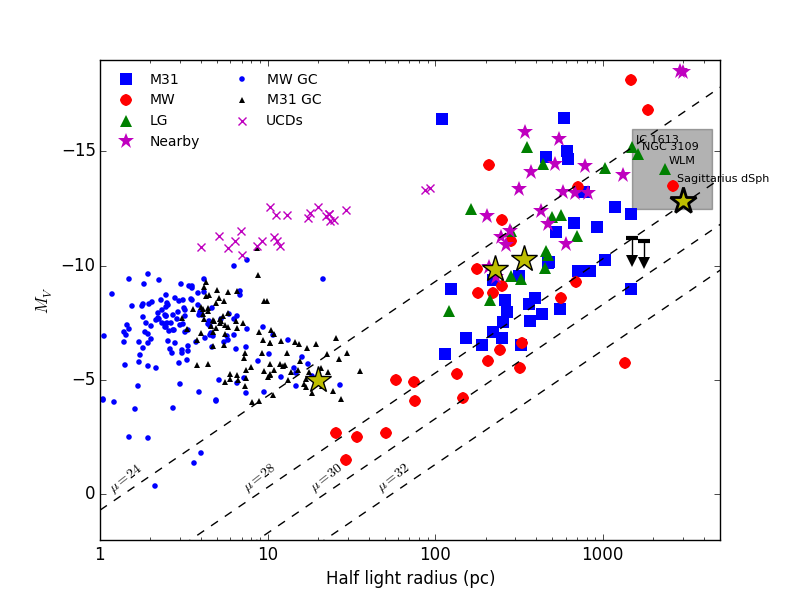 M31
MW
LG
Nearby
MW GC
M31 GC
UCDs
IC 1613
NGC 3109
WLM
Sagittarius dSph
−15
−10
−5
0
M_V
μ=24
μ=28
μ=30
μ=32
1
10
100
1000
Half light radius (pc)